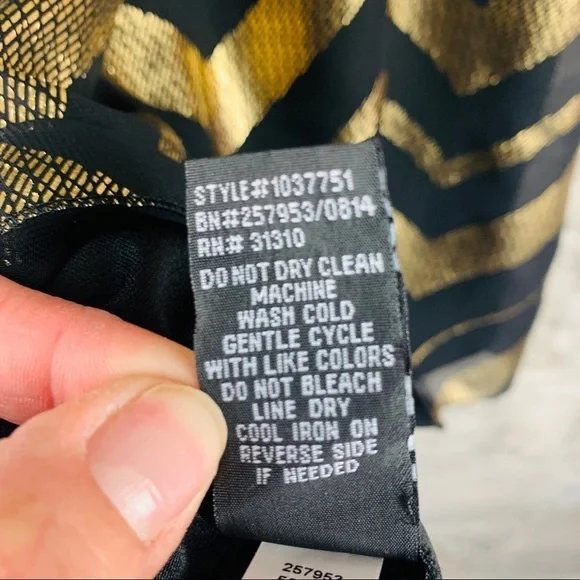 STYLE#1037751
BN#257953/0814
RN# 31310
DO NOT DRY CLEAN
MACHINE
WASH COLD
GENTLE CYCLE
WITH LIKE COLORS
DO NOT BLEACH
LINE DRY
COOL IRON ON
REVERSE SIDE
IF NEEDED
257953